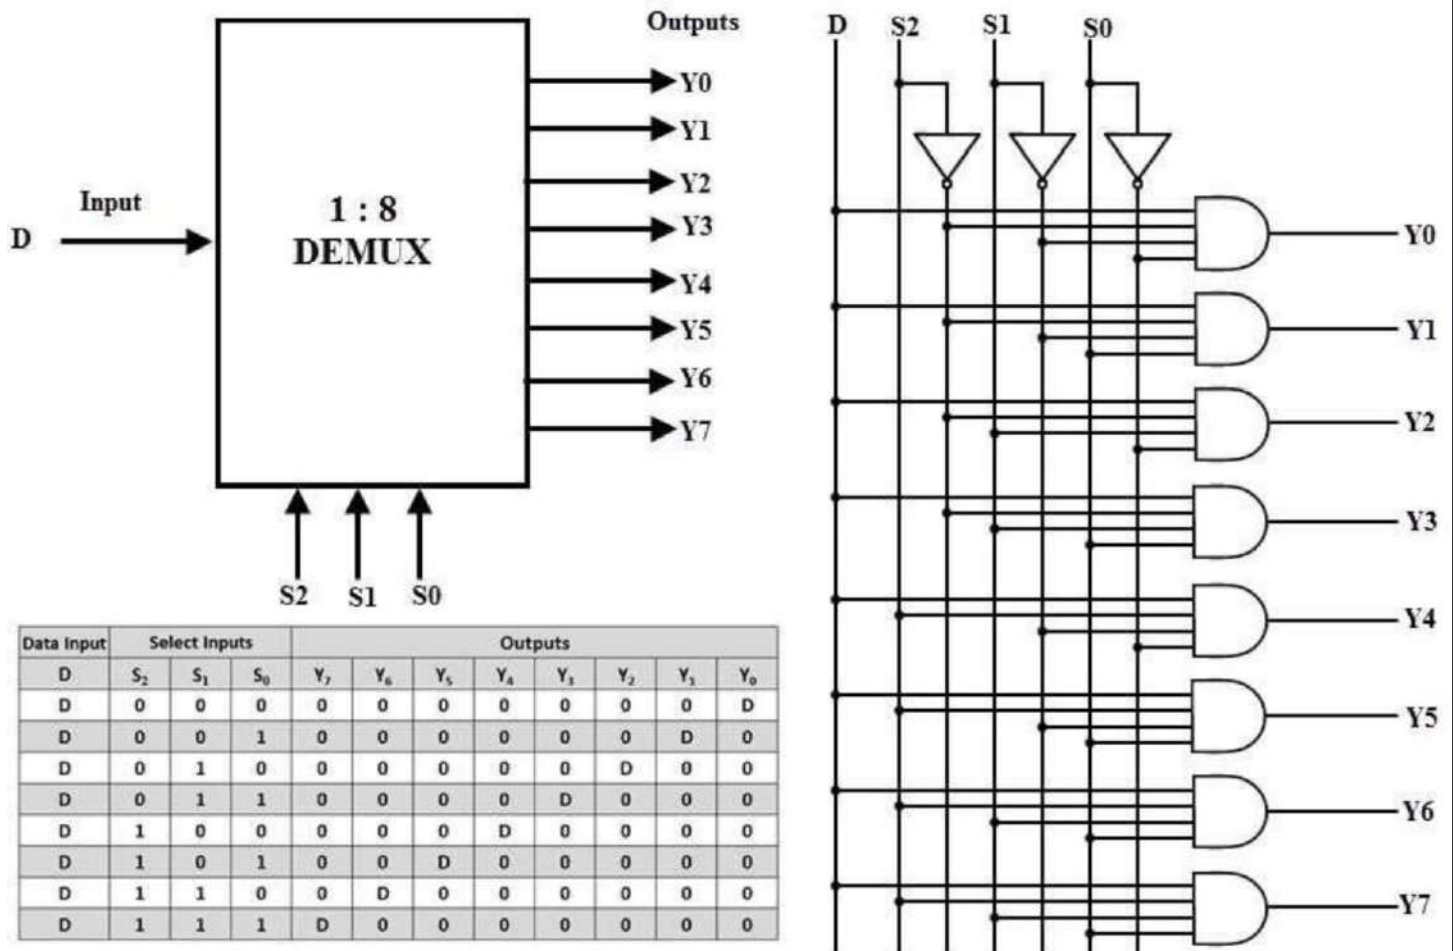 Outputs
Y0
Y1
Y2
Y3
Y4
Y5
Y6
Y7
Input
D
1 : 8
DEMUX
S2 S1 S0
Data Input Select Inputs Outputs
D S₂ S₁ S₀ Y₇ Y₆ Y₅ Y₄ Y₃ Y₂ Y₁ Y₀
D 0 0 0 0 0 0 0 0 0 0 D
D 0 0 1 0 0 0 0 0 0 D 0
D 0 1 0 0 0 0 0 0 D 0 0
D 0 1 1 0 0 0 0 D 0 0 0
D 1 0 0 0 0 0 D 0 0 0 0
D 1 0 1 0 0 D 0 0 0 0 0
D 1 1 0 0 D 0 0 0 0 0 0
D 1 1 1 D 0 0 0 0 0 0 0
D S2 S1 S0
Y0
Y1
Y2
Y3
Y4
Y5
Y6
Y7